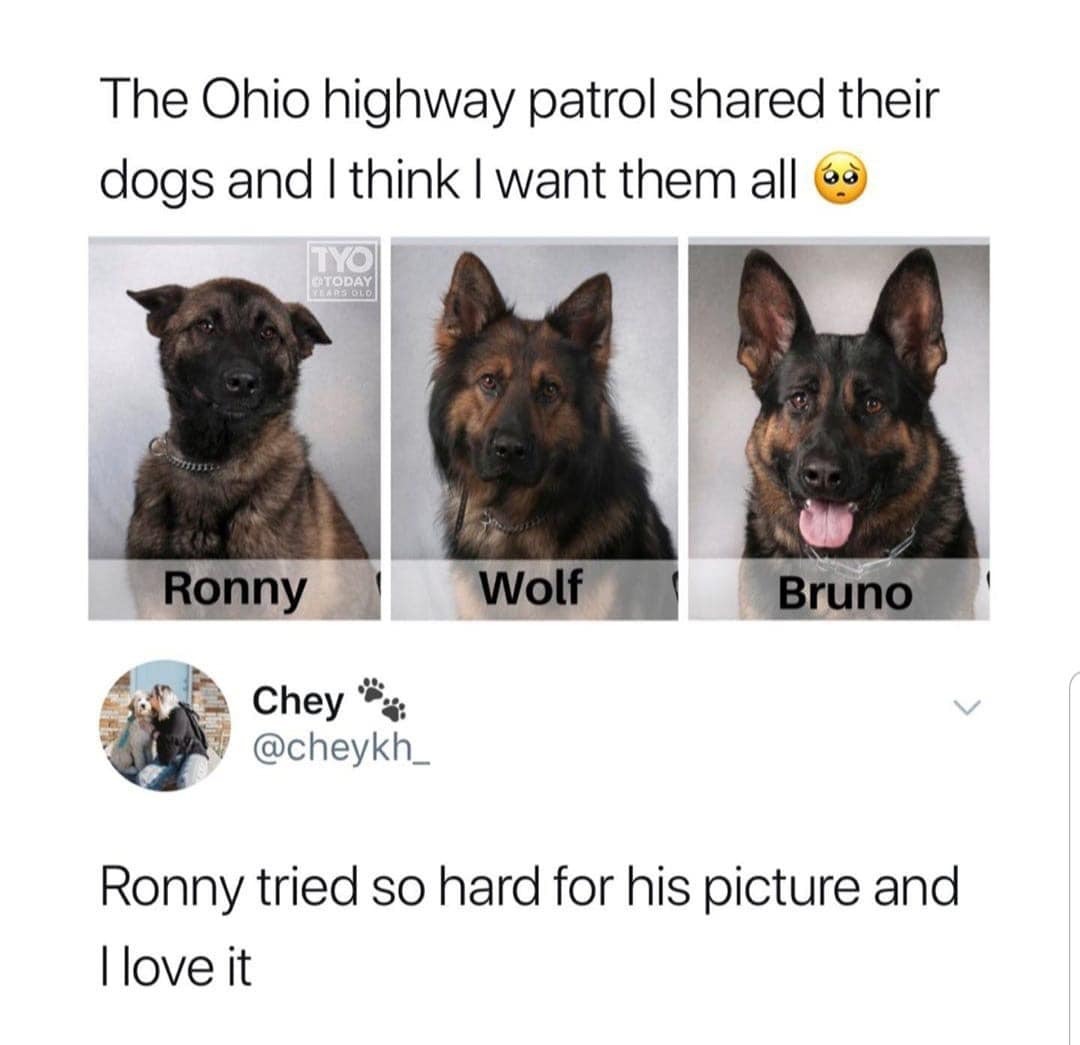 The Ohio highway patrol shared their
dogs and I think I want them all 🥺
TYO
@TODAY
YEARS OLD
Ronny
Wolf
Bruno
Chey 🐾
@cheykh_
Ronny tried so hard for his picture and
I love it